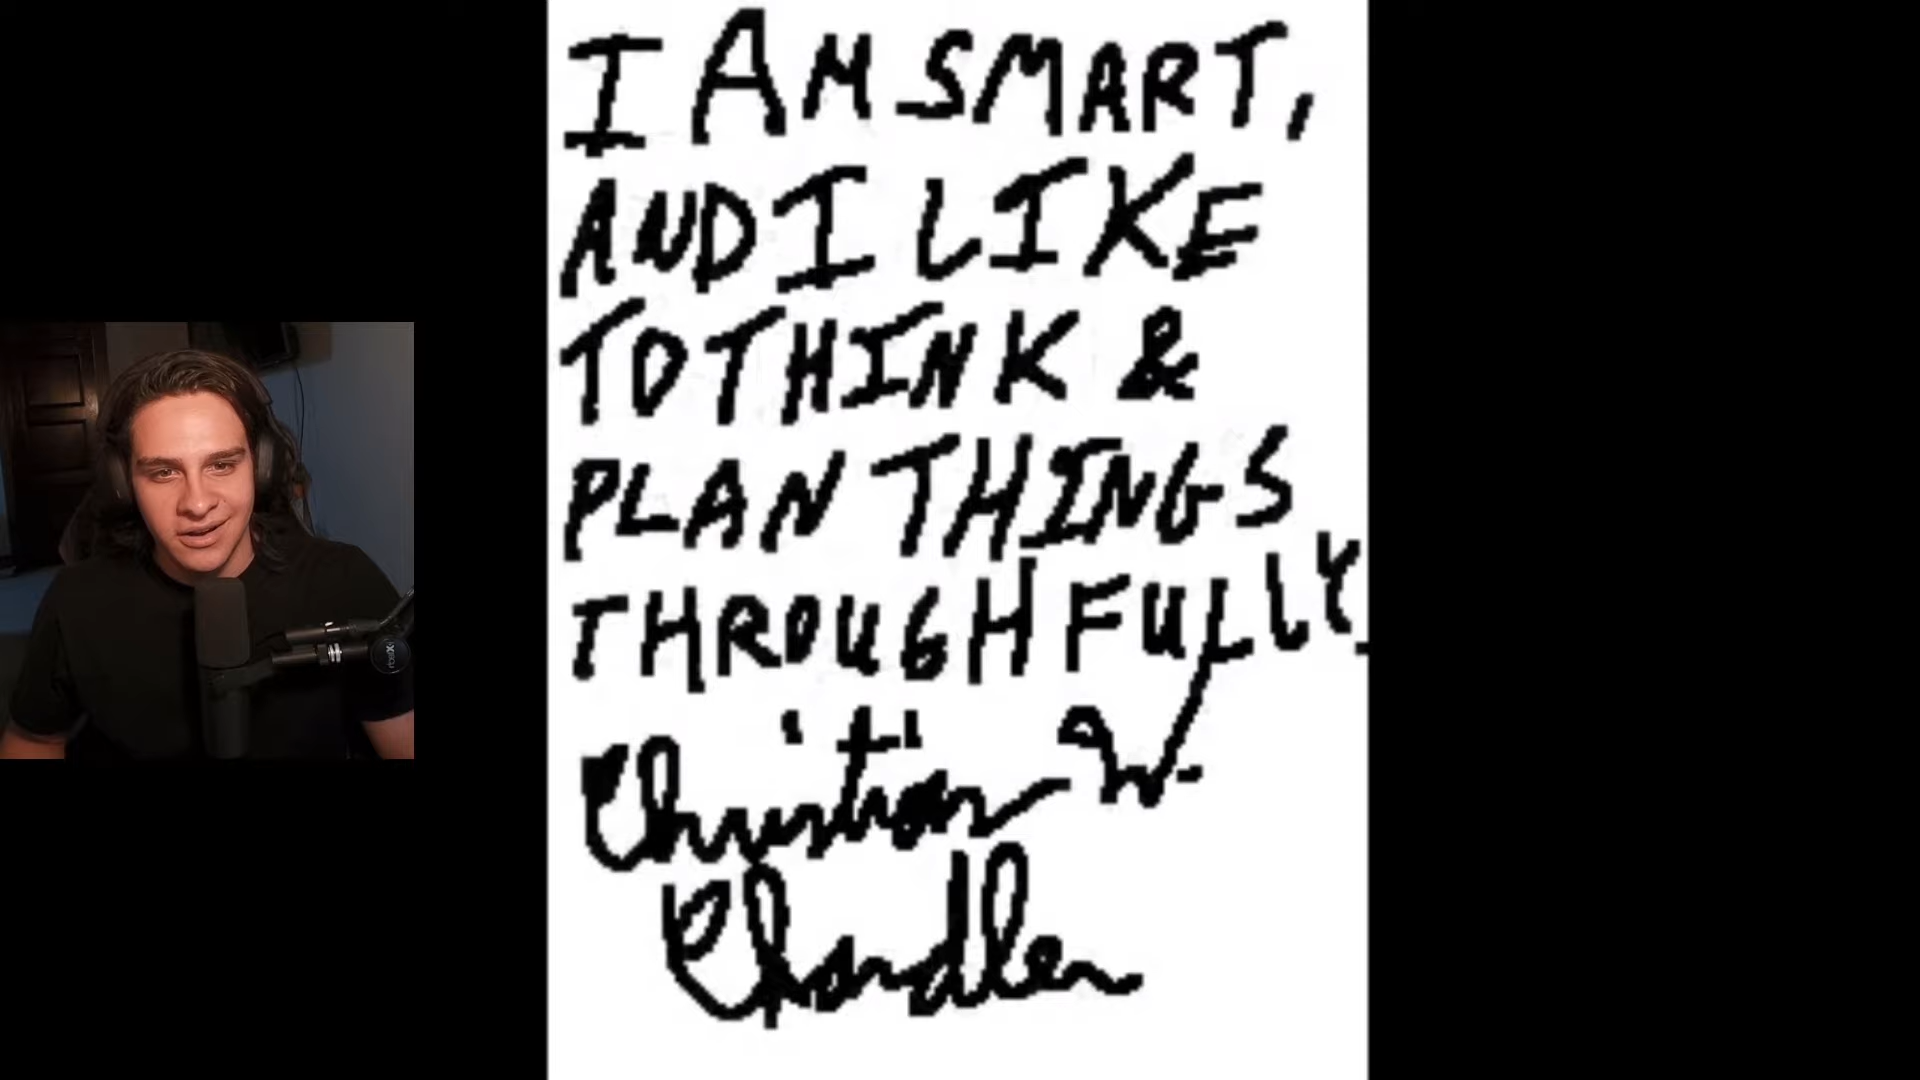 I AM SMART,
AND I LIKE
TO THINK &
PLAN THINGS
THROUGH FULLY.
Christian W.
Chandler